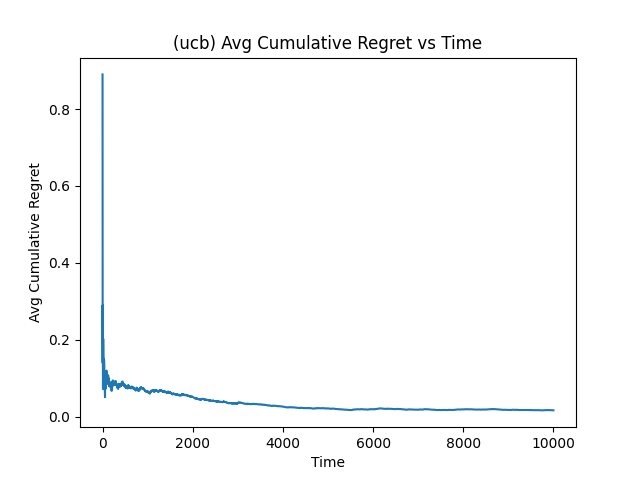 (ucb) Avg Cumulative Regret vs Time
Avg Cumulative Regret
0.8
0.6
0.4
0.2
0.0
0 2000 4000 6000 8000 10000
Time